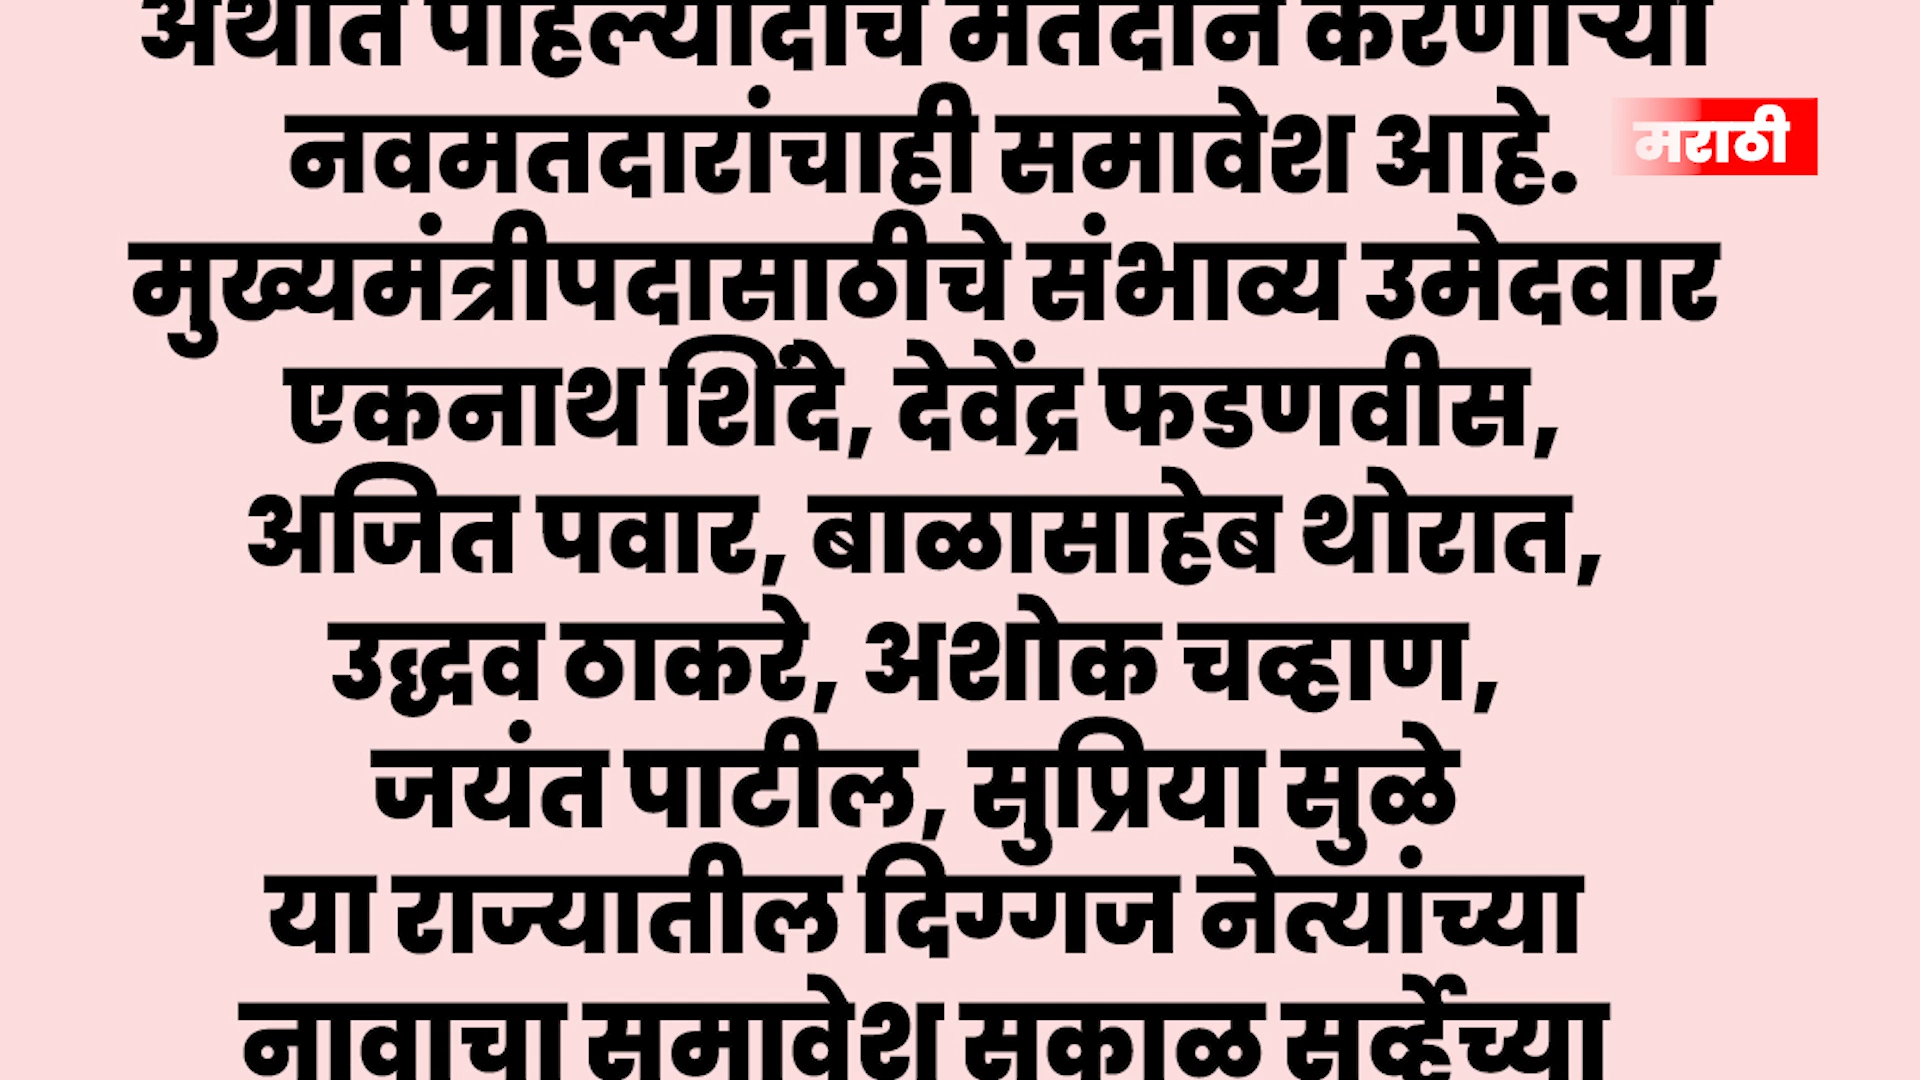 अर्थात पहिल्यांदाच मतदान करणाऱ्या
नवमतदारांचाही समावेश आहे.
मराठी
मुख्यमंत्रीपदासाठीचे संभाव्य उमेदवार
एकनाथ शिंदे, देवेंद्र फडणवीस,
अजित पवार, बाळासाहेब थोरात,
उद्धव ठाकरे, अशोक चव्हाण,
जयंत पाटील, सुप्रिया सुळे
या राज्यातील दिग्गज नेत्यांच्या
नावाचा समावेश सकाळ सर्व्हेच्या